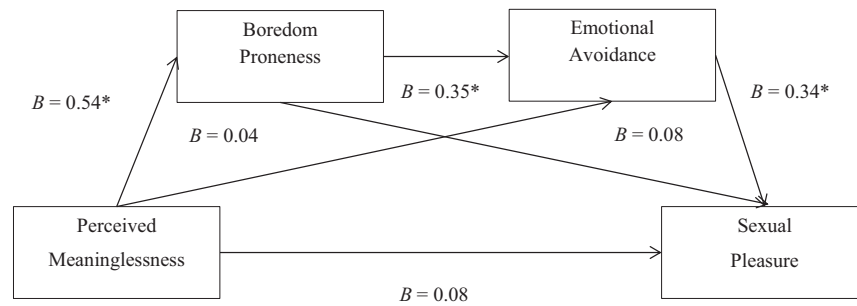 Boredom
Proneness
Emotional
Avoidance
B = 0.54*
B = 0.35*
B = 0.34*
B = 0.04
B = 0.08
Perceived
Meaninglessness
Sexual
Pleasure
B = 0.08